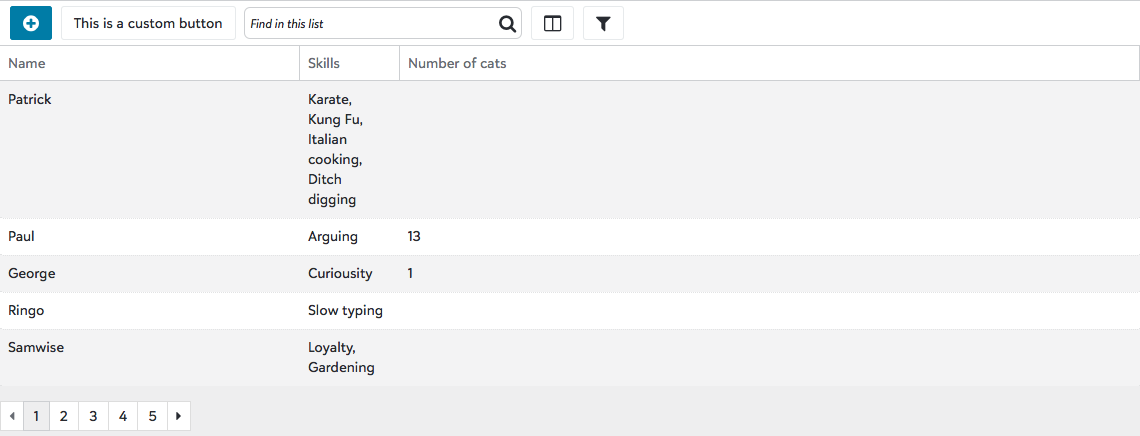 This is a custom button
Find in this list
Name Skills Number of cats
Patrick Karate,
Kung Fu,
Italian
cooking,
Ditch
digging
Paul Arguing 13
George Curiousity 1
Ringo Slow typing
Samwise Loyalty,
Gardening
1 2 3 4 5